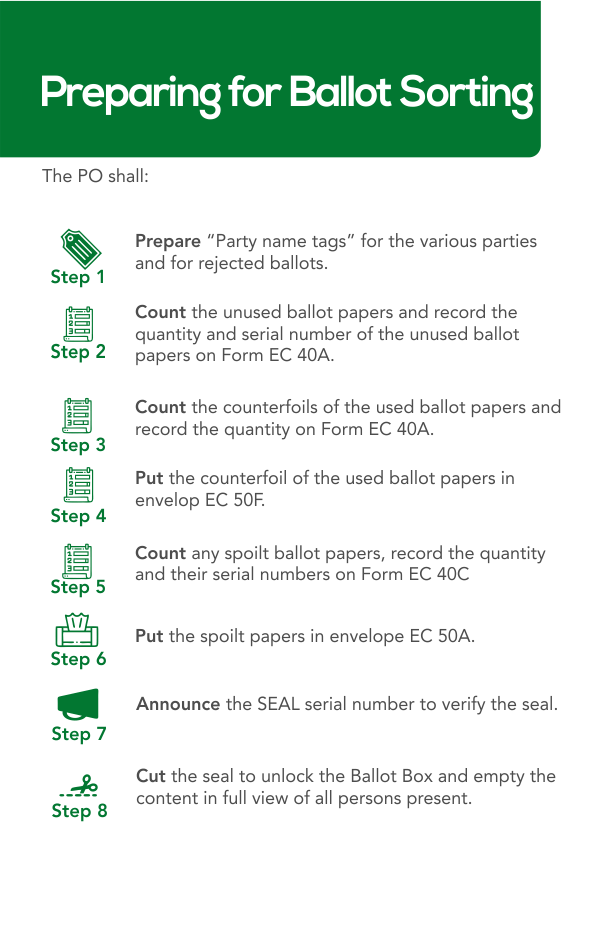 Preparing for Ballot Sorting
The PO shall:
Step 1
Prepare “Party name tags” for the various parties
and for rejected ballots.
Step 2
Count the unused ballot papers and record the
quantity and serial number of the unused ballot
papers on Form EC 40A.
Step 3
Count the counterfoils of the used ballot papers and
record the quantity on Form EC 40A.
Step 4
Put the counterfoil of the used ballot papers in
envelop EC 50F.
Step 5
Count any spoilt ballot papers, record the quantity
and their serial numbers on Form EC 40C
Step 6
Put the spoilt papers in envelope EC 50A.
Step 7
Announce the SEAL serial number to verify the seal.
Step 8
Cut the seal to unlock the Ballot Box and empty the
content in full view of all persons present.